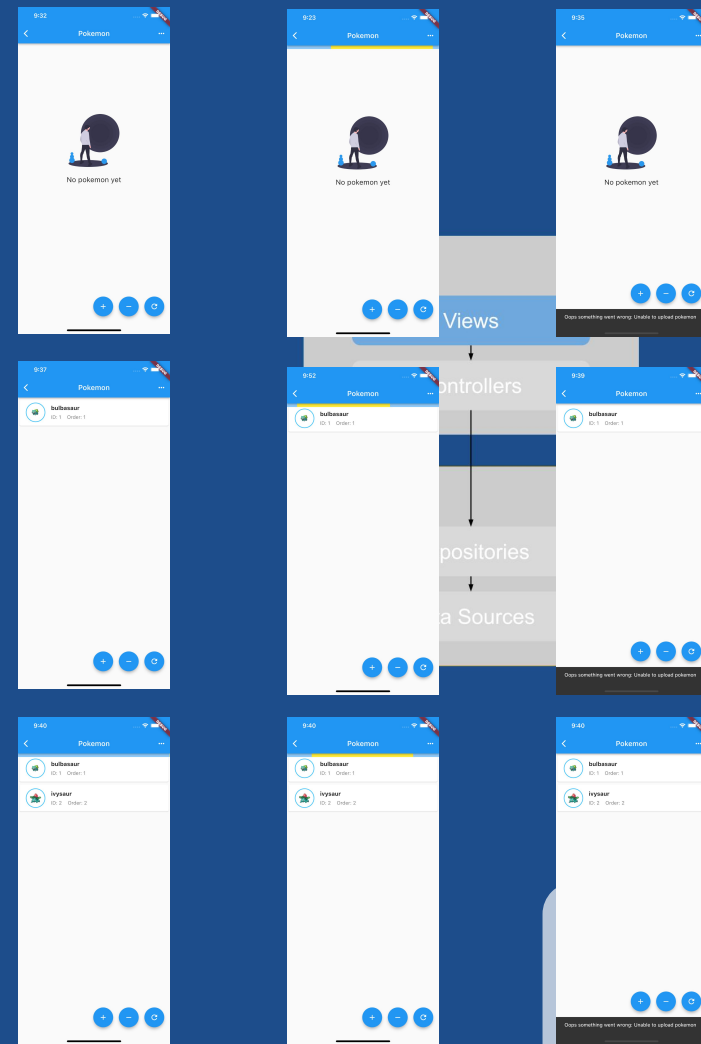 9:32
Pokemon
No pokemon yet
9:23
Pokemon
No pokemon yet
9:35
Pokemon
No pokemon yet
Oops something went wrong: Unable to upload pokemon
Views
ontrollers
positories
a Sources
9:37
Pokemon
bulbasaur
ID: 1 Order: 1
9:52
Pokemon
bulbasaur
ID: 1 Order: 1
9:39
Pokemon
bulbasaur
ID: 1 Order: 1
Oops something went wrong: Unable to upload pokemon
9:40
Pokemon
bulbasaur
ID: 1 Order: 1
ivysaur
ID: 2 Order: 2
9:40
Pokemon
bulbasaur
ID: 1 Order: 1
ivysaur
ID: 2 Order: 2
9:40
Pokemon
bulbasaur
ID: 1 Order: 1
ivysaur
ID: 2 Order: 2
Oops something went wrong: Unable to upload pokemon